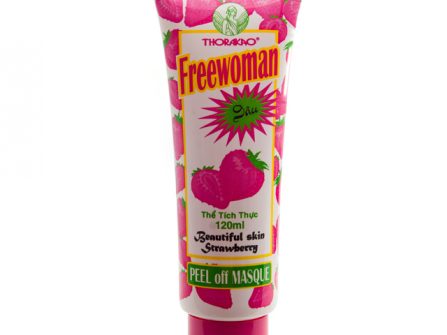 THORAKAO®
Freewoman
Dâu
Thể Tích Thực
120ml
Beautiful skin
Strawberry
PEEL off MASQUE